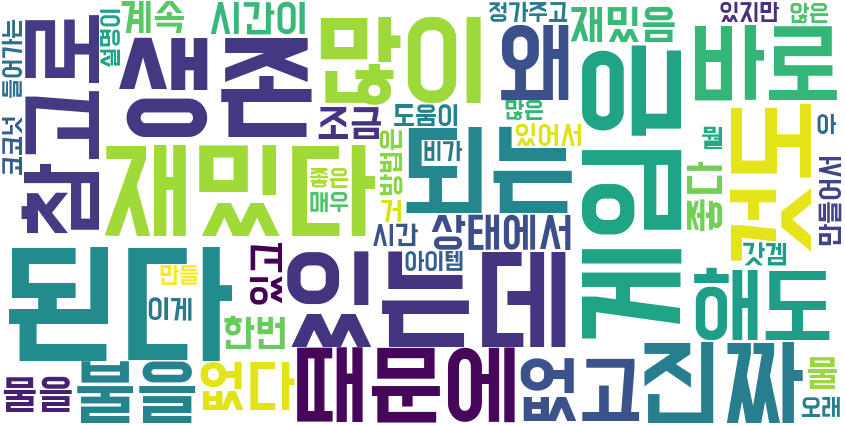 계속
시간이
많이
정가주고
재밌음
있지만
않은
설명이
들어가는
참고로
생존
왜
바로
코코넛
조금
도움이
많은
있어서
게임은
도끼
뭘
아
재밌다
좋은
매우
방법은
거
비가
되는
좋다
만들어서
시간
상태에서
된다
만들
이게
있고
있는데
아이템
갓겜
해도
한번
물을
불을
없다
때문에
없고
진짜
물
오래